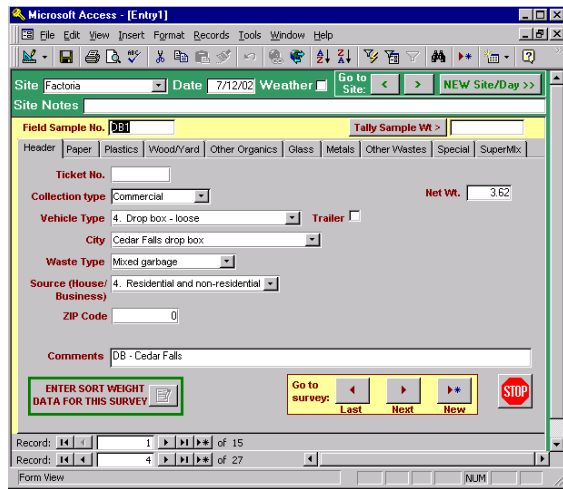 Microsoft Access - [Entry1]
File Edit View Insert Format Records Tools Window Help
Site Factoria Date 7/12/02 Weather Go to Site: < > NEW Site/Day >>
Site Notes
Field Sample No. DB1 Tally Sample Wt >
Header Paper Plastics Wood/Yard Other Organics Glass Metals Other Wastes Special SuperMix
Ticket No.
Collection type Commercial Net Wt. 3.62
Vehicle Type 4. Drop box - loose Trailer
City Cedar Falls drop box
Waste Type Mixed garbage
Source (House/ Business) 4. Residential and non-residential
ZIP Code 0
Comments DB - Cedar Falls
ENTER SORT WEIGHT
DATA FOR THIS SURVEY
Go to survey: Last Next New
STOP
Record: 1 of 15
Record: 4 of 27
Form View NUM